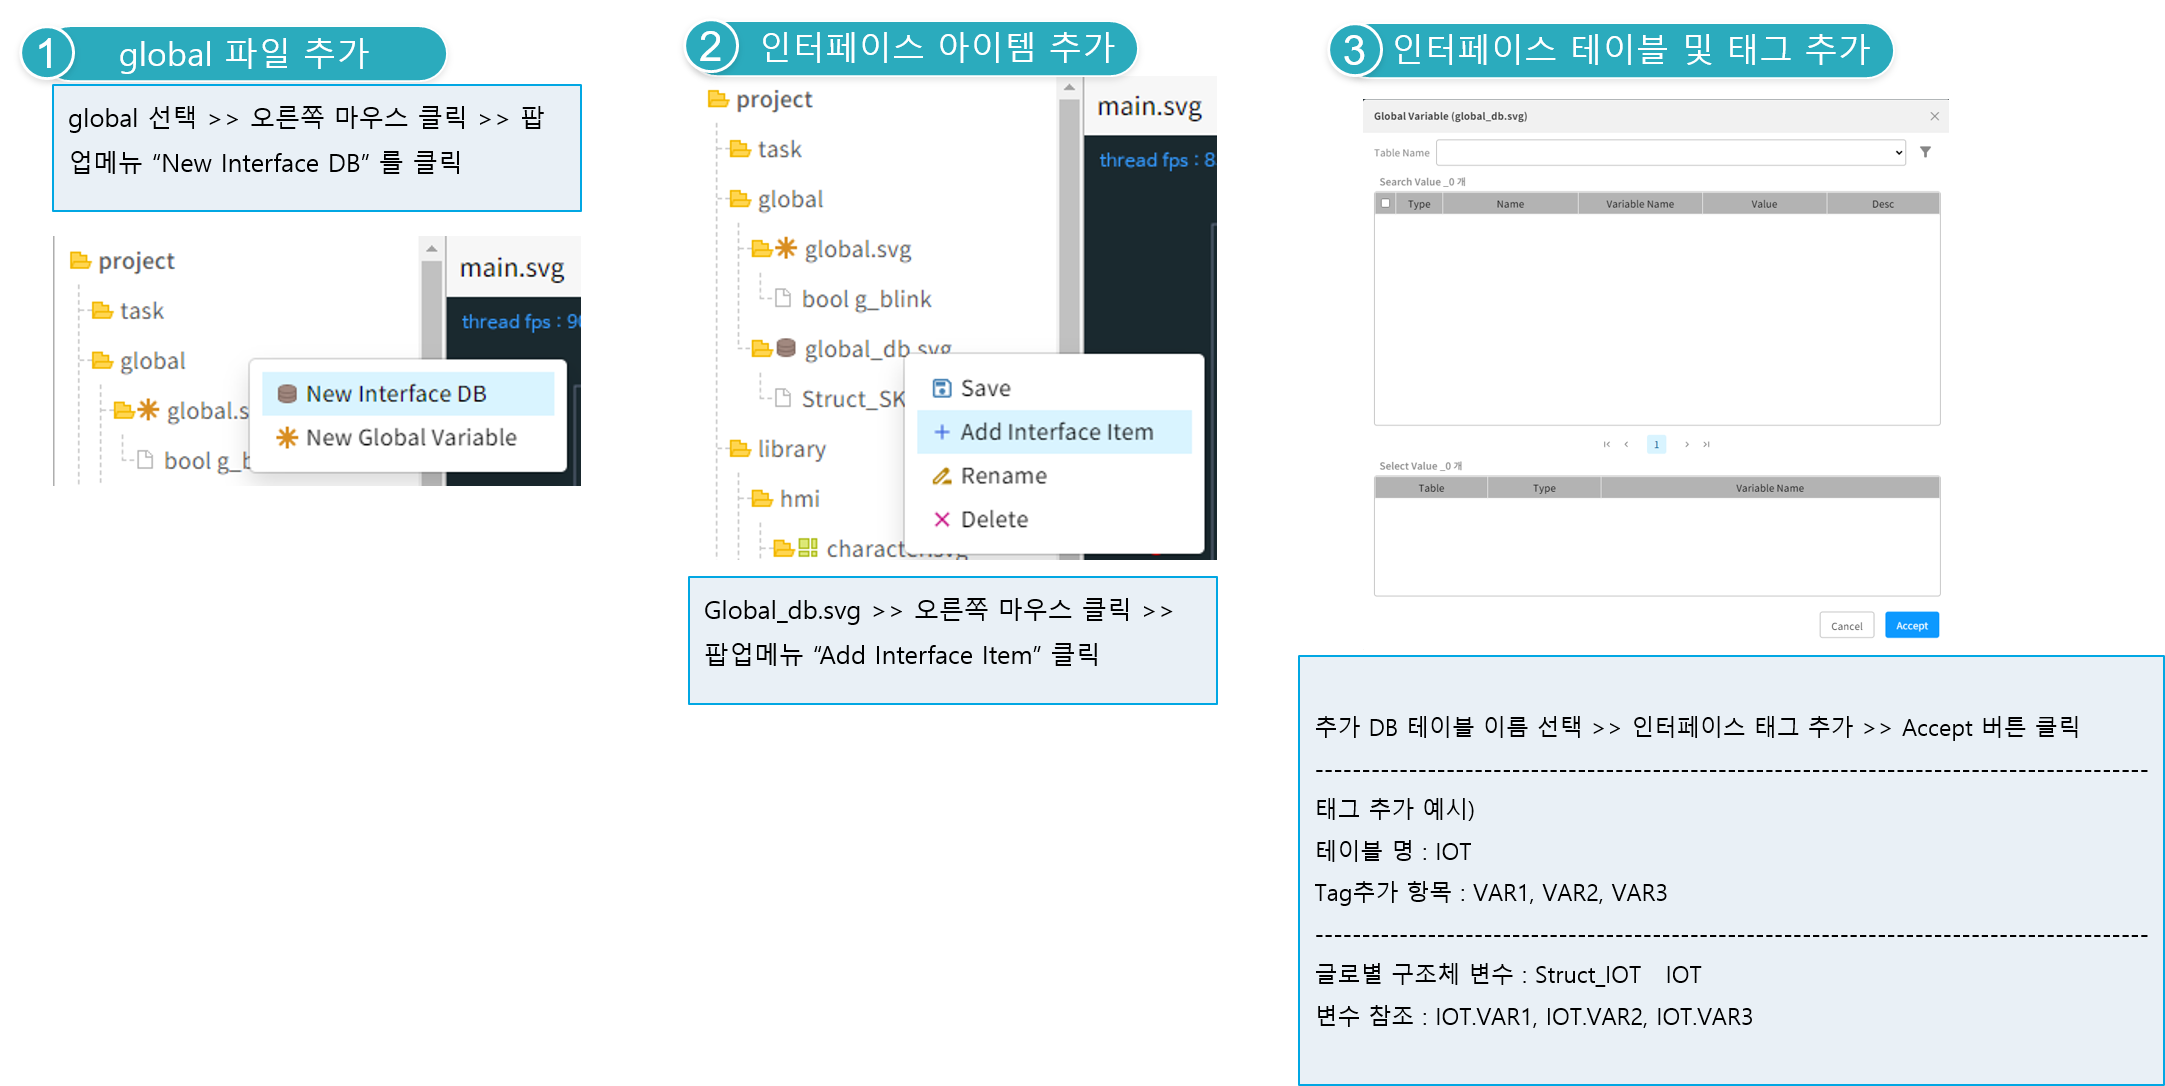 1 global 파일 추가
global 선택 >> 오른쪽 마우스 클릭 >> 팝
업메뉴 “New Interface DB” 를 클릭
project
main.svg
task
thread fps : 90
global
New Interface DB
global.s
New Global Variable
bool g_b
2 인터페이스 아이템 추가
project
main.svg
task
thread fps : 8
global
global.svg
bool g_blink
global_db.svg
Save
Struct_SK
Add Interface Item
library
Rename
hmi
Delete
character.svg
Global_db.svg >> 오른쪽 마우스 클릭 >>
팝업메뉴 “Add Interface Item” 클릭
3 인터페이스 테이블 및 태그 추가
Global Variable (global_db.svg)
Table Name
Search Value _0 개
Type Name Variable Name Value Desc
1
Select Value _0 개
Table Type Variable Name
Cancel Accept
추가 DB 테이블 이름 선택 >> 인터페이스 태그 추가 >> Accept 버튼 클릭
------------------------------------------------------------------------------------------
태그 추가 예시)
테이블 명 : IOT
Tag추가 항목 : VAR1, VAR2, VAR3
------------------------------------------------------------------------------------------
글로벌 구조체 변수 : Struct_IOT IOT
변수 참조 : IOT.VAR1, IOT.VAR2, IOT.VAR3